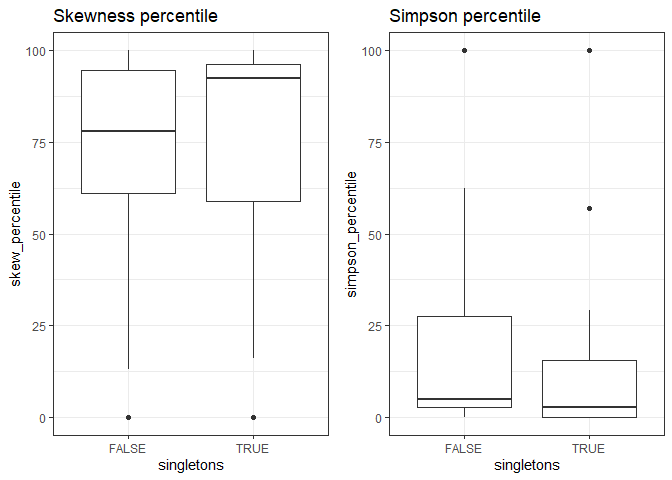 Skewness percentile
skew_percentile
100
75
50
25
0
FALSE
TRUE
singletons
Simpson percentile
simpson_percentile
100
75
50
25
0
FALSE
TRUE
singletons